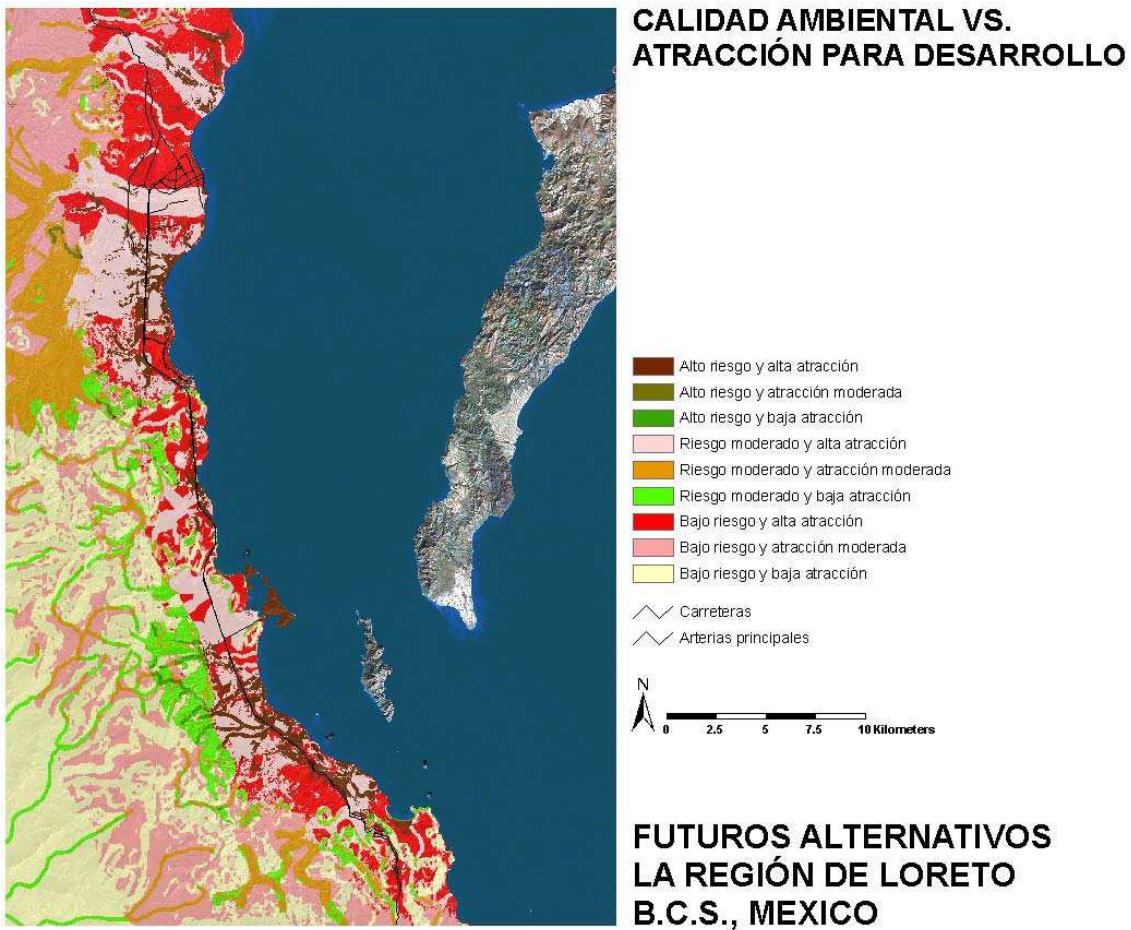 CALIDAD AMBIENTAL VS.
ATRACCIÓN PARA DESARROLLO
Alto riesgo y alta atracción
Alto riesgo y atracción moderada
Alto riesgo y baja atracción
Riesgo moderado y alta atracción
Riesgo moderado y atracción moderada
Riesgo moderado y baja atracción
Bajo riesgo y alta atracción
Bajo riesgo y atracción moderada
Bajo riesgo y baja atracción
Carreteras
Arterias principales
N
0 2.5 5 7.5 10 Kilometers
FUTUROS ALTERNATIVOS
LA REGIÓN DE LORETO
B.C.S., MEXICO